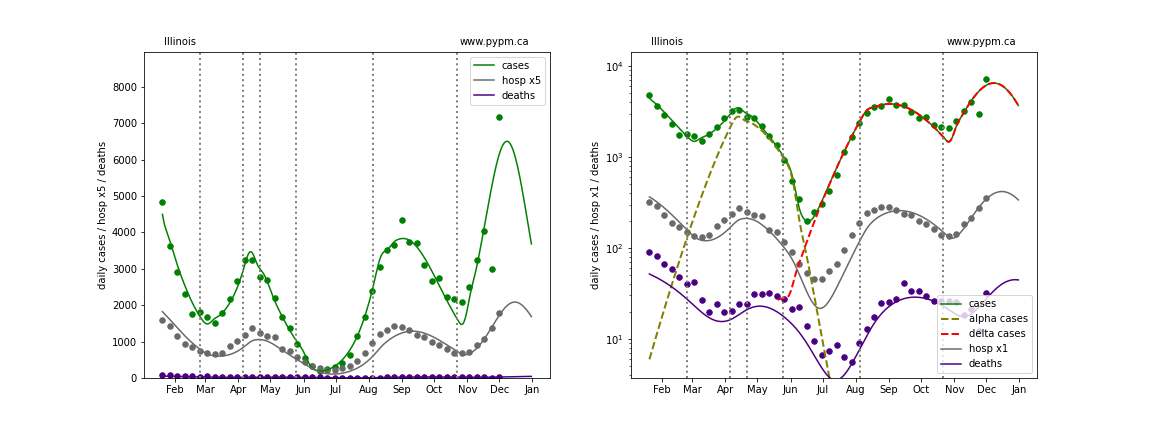 Illinois
www.pypm.ca
cases
hosp x5
deaths
8000
7000
6000
5000
4000
3000
2000
1000
0
daily cases / hosp x5 / deaths
Feb Mar Apr May Jun Jul Aug Sep Oct Nov Dec Jan
Illinois
www.pypm.ca
10⁴
10³
10²
10¹
daily cases / hosp x1 / deaths
cases
alpha cases
delta cases
hosp x1
deaths
Feb Mar Apr May Jun Jul Aug Sep Oct Nov Dec Jan